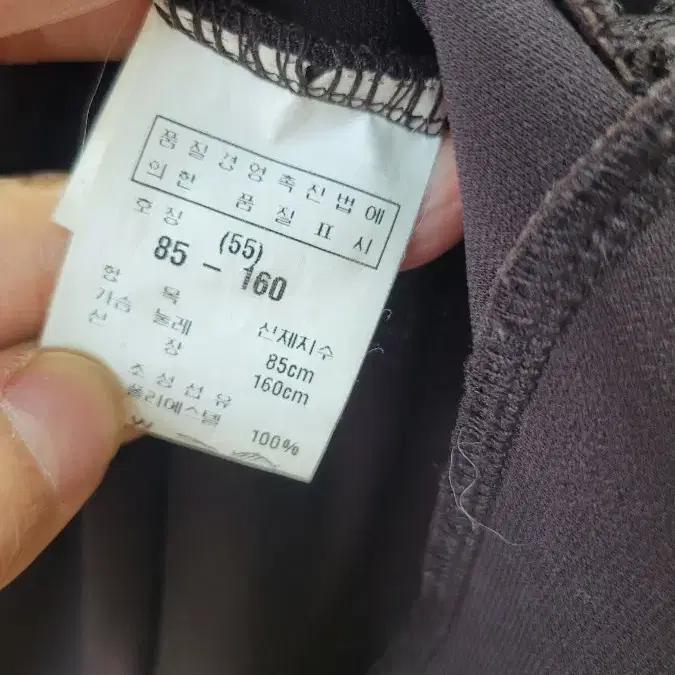 품질경영촉진법에
의한 품질표시
호칭 (55)
85 – 160
항 목 신체치수
가슴둘레 85cm
신 장 160cm
조성섬유
폴리에스텔 100%